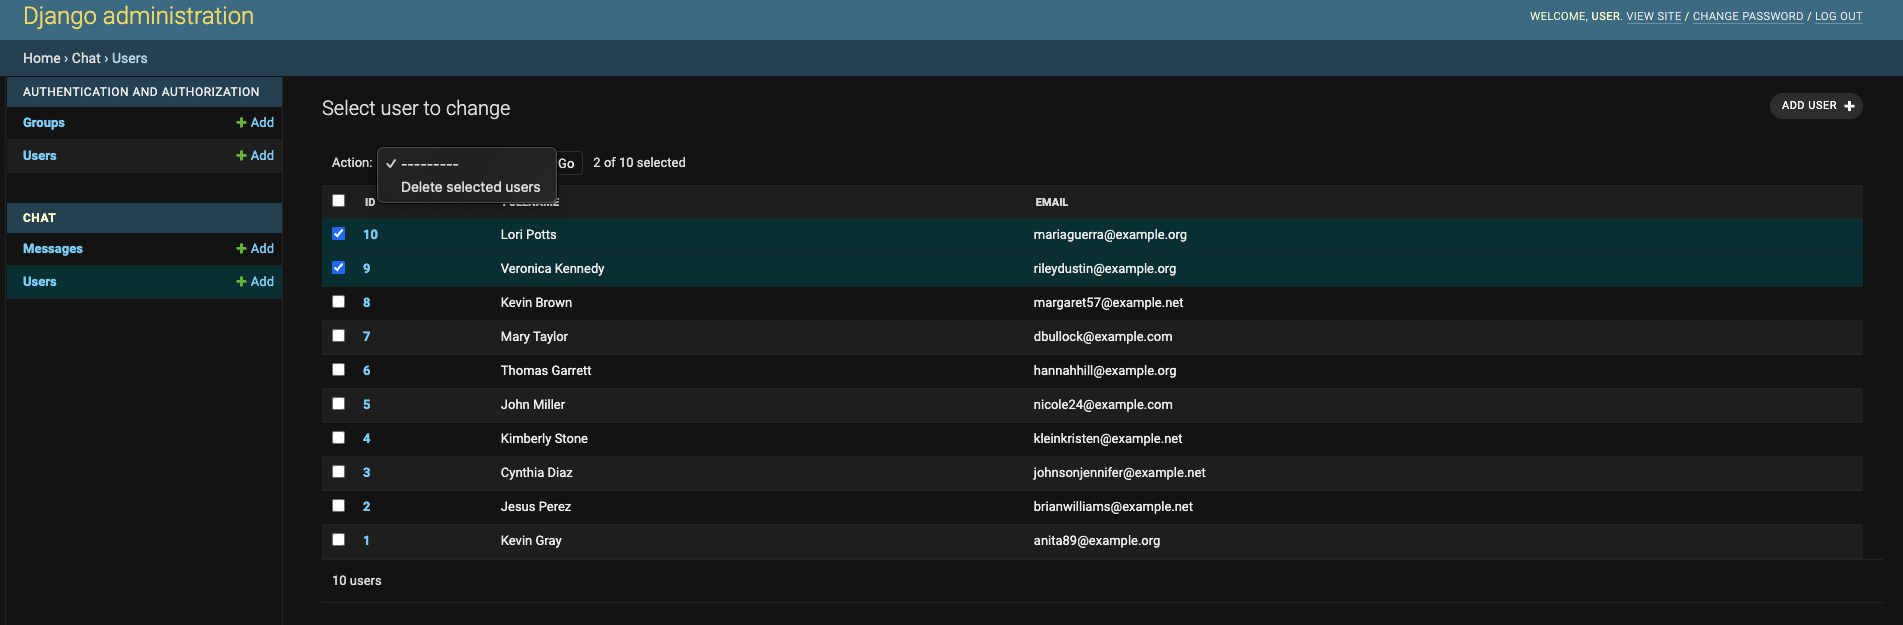 Django administration
WELCOME, USER. VIEW SITE / CHANGE PASSWORD / LOG OUT
Home › Chat › Users
AUTHENTICATION AND AUTHORIZATION
Groups + Add
Users + Add
CHAT
Messages + Add
Users + Add
Select user to change
ADD USER +
Action: ✓ --------- Go 2 of 10 selected
Delete selected users
ID EMAIL
10 Lori Potts mariaguerra@example.org
9 Veronica Kennedy rileydustin@example.org
8 Kevin Brown margaret57@example.net
7 Mary Taylor dbullock@example.com
6 Thomas Garrett hannahhill@example.org
5 John Miller nicole24@example.com
4 Kimberly Stone kleinkristen@example.net
3 Cynthia Diaz johnsonjennifer@example.net
2 Jesus Perez brianwilliams@example.net
1 Kevin Gray anita89@example.org
10 users